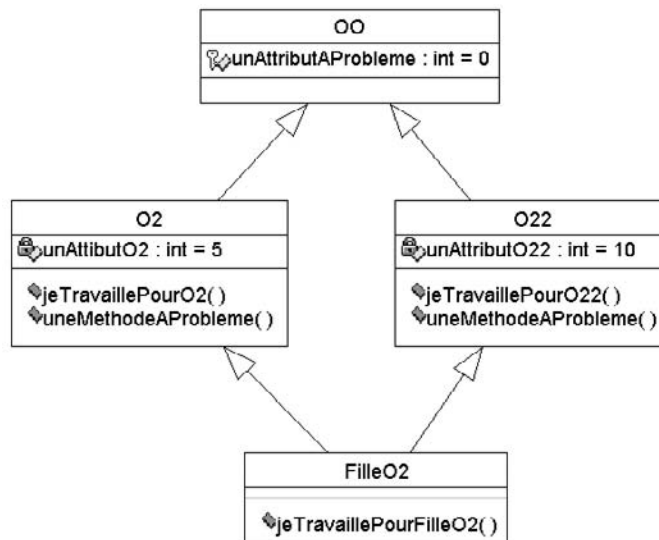 OO
unAttributAProbleme : int = 0
O2
unAttibutO2 : int = 5
jeTravaillePourO2( )
uneMethodeAProbleme( )
O22
unAttributO22 : int = 10
jeTravaillePourO22( )
uneMethodeAProbleme( )
FilleO2
jeTravaillePourFilleO2( )